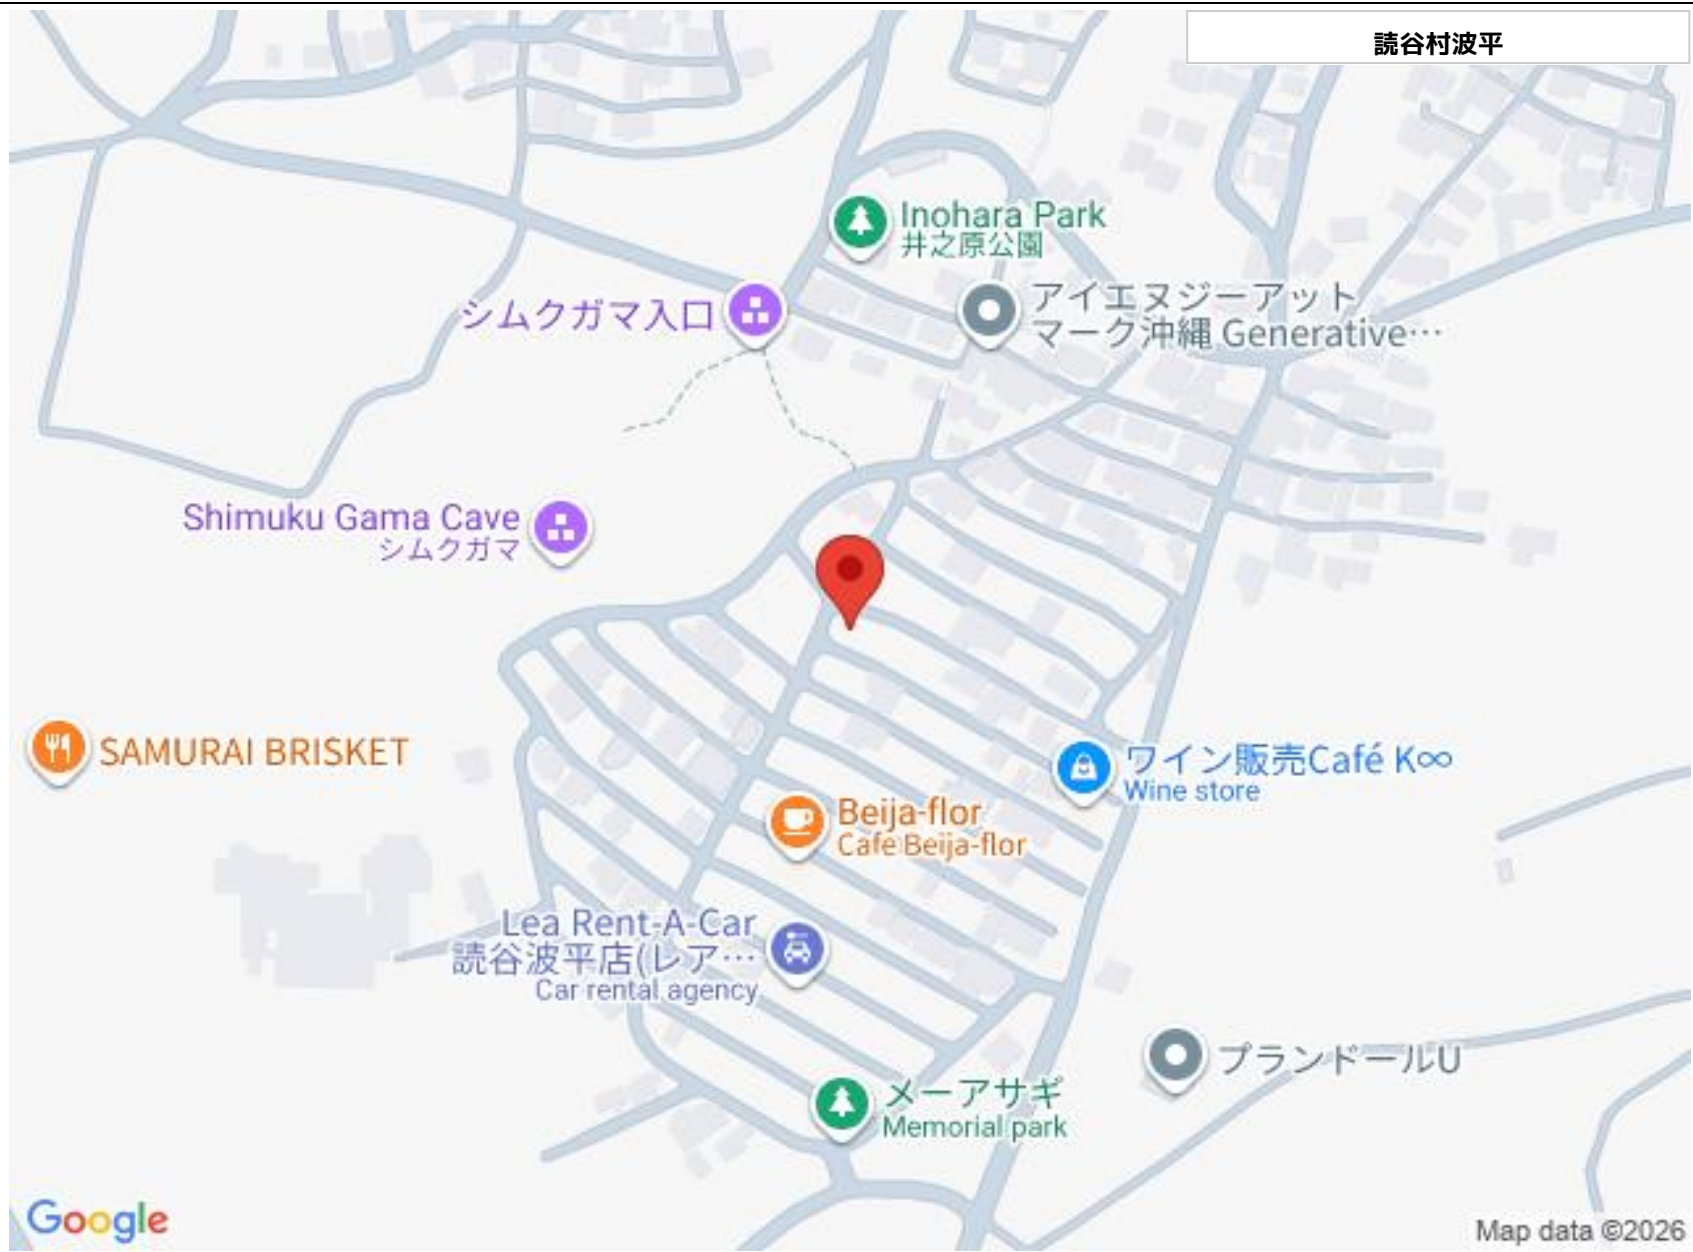 読谷村波平
Inohara Park
井之原公園
シムクガマ入口
アイエヌジーアット
マーク沖縄 Generative…
Shimuku Gama Cave
シムクガマ
SAMURAI BRISKET
ワイン販売Café K∞
Wine store
Beija-flor
Cafe Beija-flor
Lea Rent-A-Car
読谷波平店(レア…
Car rental agency
プランドールU
メーアサギ
Memorial park
Google
Map data ©2026